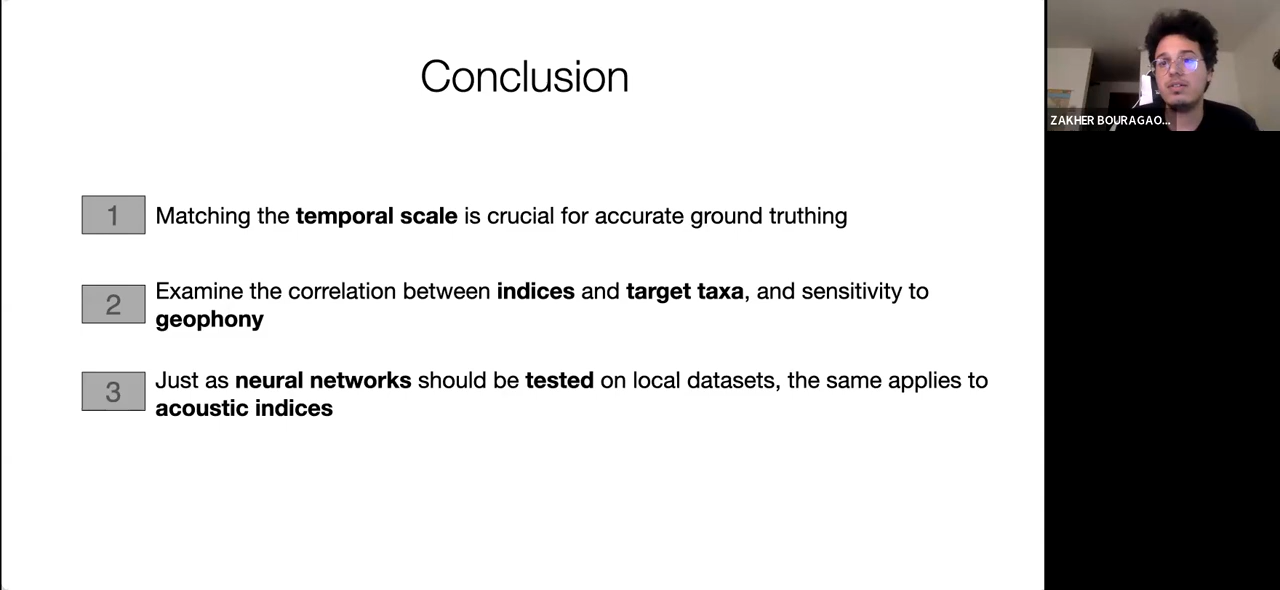 Conclusion
1 Matching the temporal scale is crucial for accurate ground truthing
2 Examine the correlation between indices and target taxa, and sensitivity to
geophony
3 Just as neural networks should be tested on local datasets, the same applies to
acoustic indices
ZAKHER BOURAGAO...